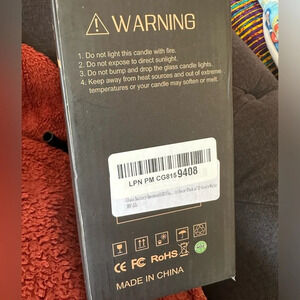 ⚠ WARNING
1. Do not light this candle with fire.
2. Do not expose to direct sunlight.
3. Do not bump and drop the glass candle lights.
4. Keep away from heat sources and out of extreme
temperatures or your candle may soften or melt.
LPN PM CG8159408
CE FC RoHS
MADE IN CHINA